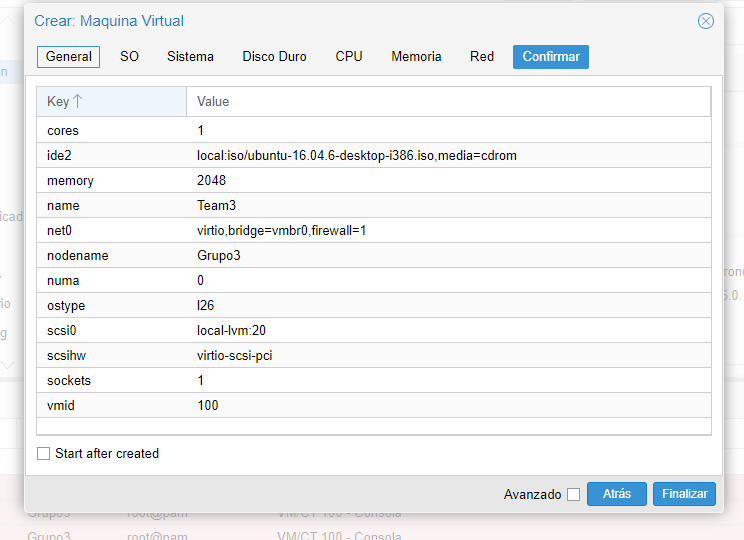 Crear: Maquina Virtual
General SO Sistema Disco Duro CPU Memoria Red Confirmar
Key Value
cores 1
ide2 local:iso/ubuntu-16.04.6-desktop-i386.iso,media=cdrom
memory 2048
name Team3
net0 virtio,bridge=vmbr0,firewall=1
nodename Grupo3
numa 0
ostype l26
scsi0 local-lvm:20
scsihw virtio-scsi-pci
sockets 1
vmid 100
Start after created
Avanzado Atrás Finalizar
Grupo3 root@pam VM/CT 100 - Consola
Grupo3 root@pam VM/CT 100 - Consola